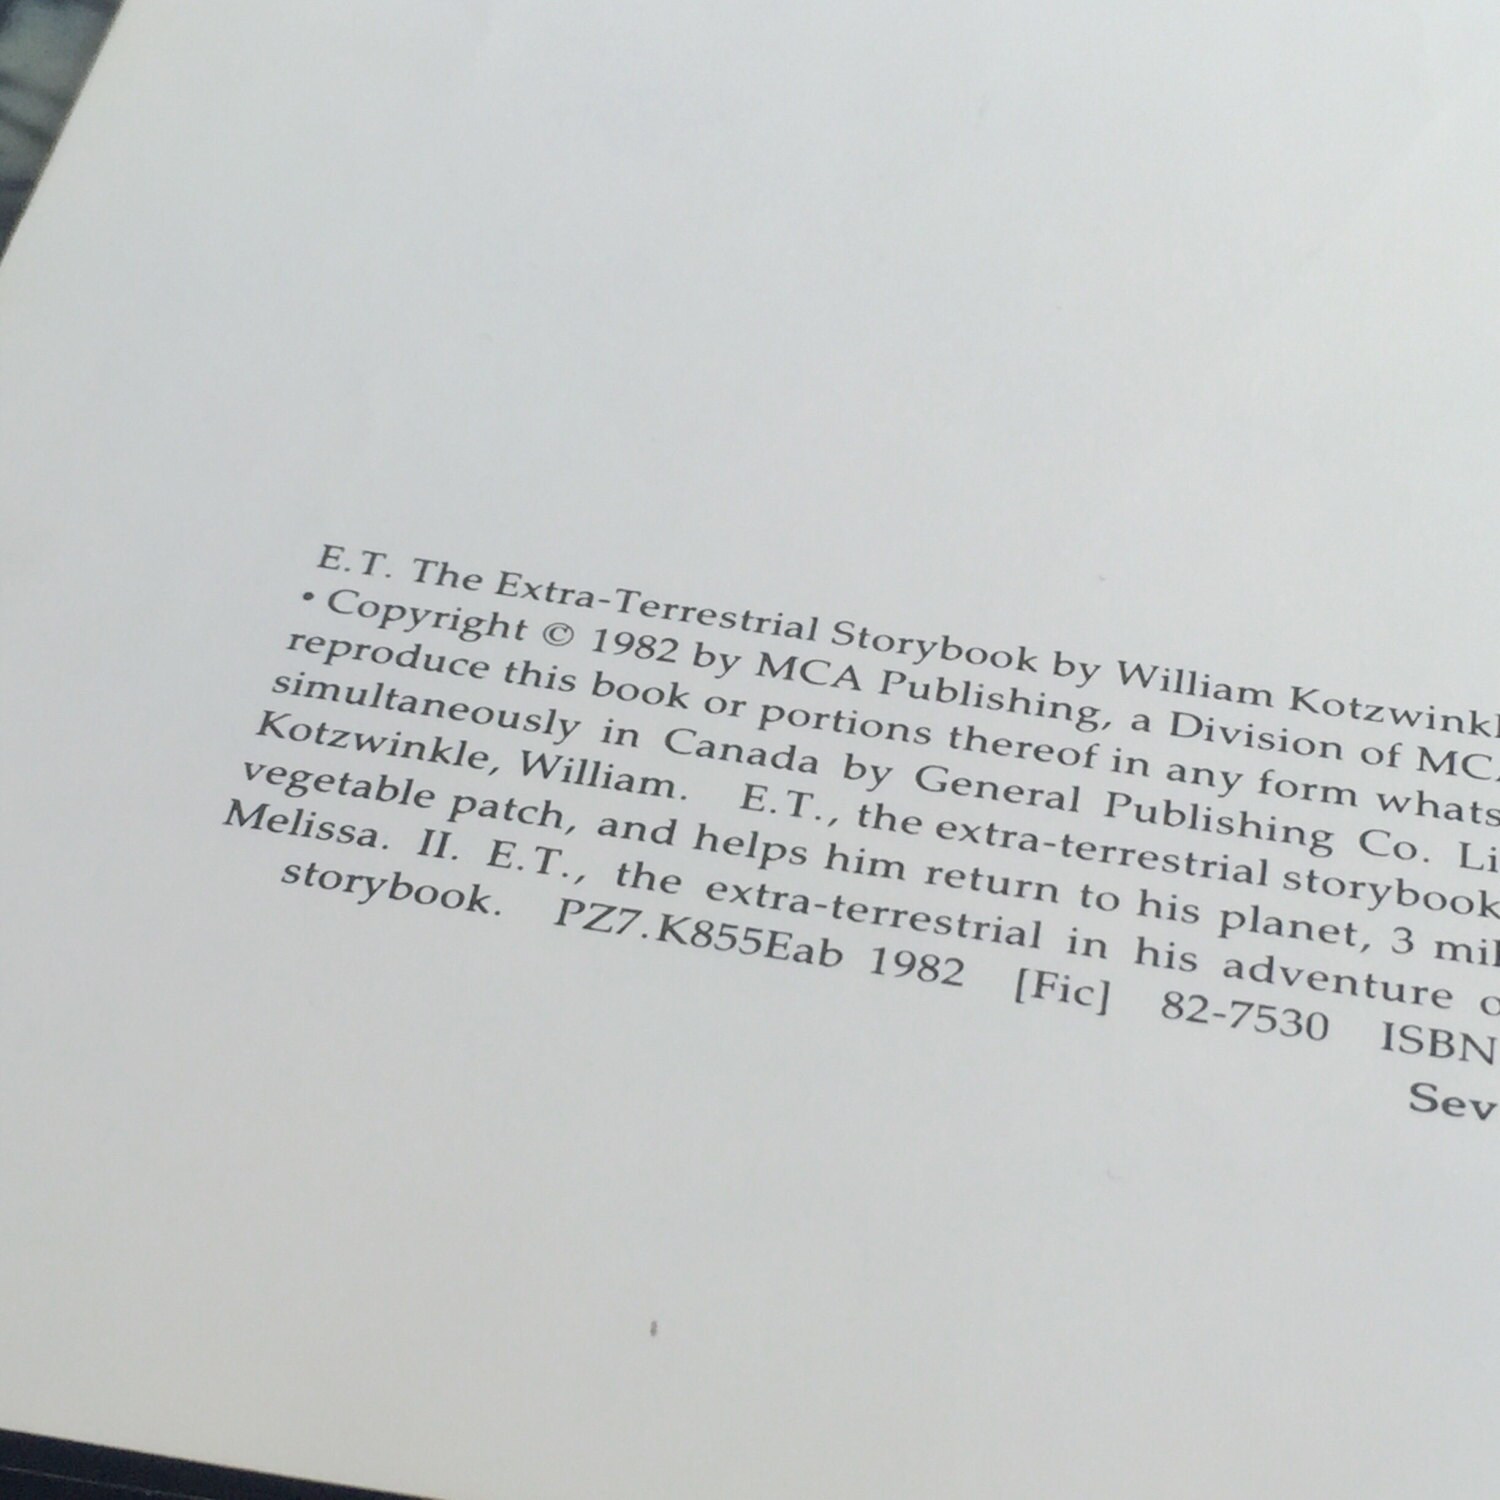 E.T. The Extra-Terrestrial Storybook by William Kotzwinkl
• Copyright © 1982 by MCA Publishing, a Division of MCA
reproduce this book or portions thereof in any form whats
simultaneously in Canada by General Publishing Co. Li
Kotzwinkle, William. E.T., the extra-terrestrial storybook
vegetable patch, and helps him return to his planet, 3 mil
Melissa. II. E.T., the extra-terrestrial in his adventure o
storybook. PZ7.K855Eab 1982 [Fic] 82-7530 ISBN
Sev